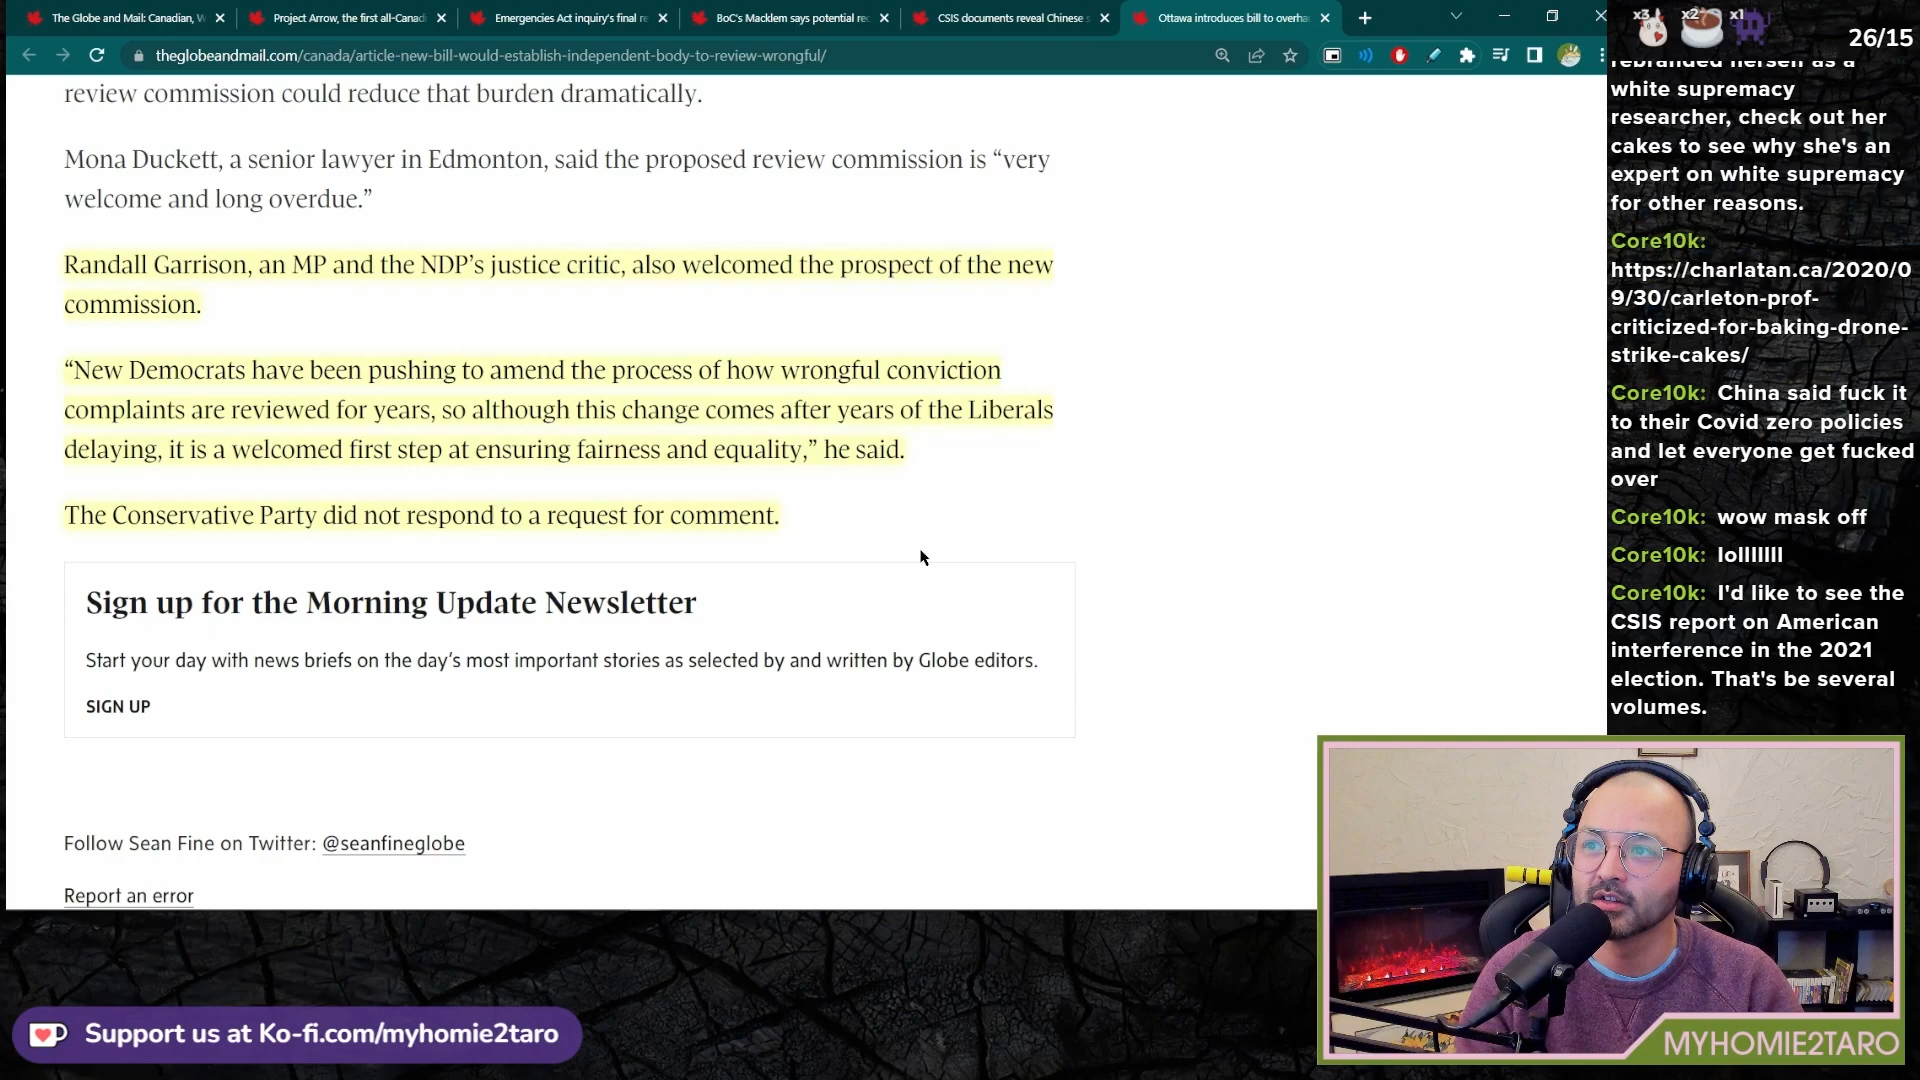 The Globe and Mail: Canadian, W
Project Arrow, the first all-Canadi
Emergencies Act inquiry's final re
BoC's Macklem says potential rec
CSIS documents reveal Chinese s
Ottawa introduces bill to overha
theglobeandmail.com/canada/article-new-bill-would-establish-independent-body-to-review-wrongful/
review commission could reduce that burden dramatically.
Mona Duckett, a senior lawyer in Edmonton, said the proposed review commission is “very
welcome and long overdue.”
Randall Garrison, an MP and the NDP’s justice critic, also welcomed the prospect of the new
commission.
“New Democrats have been pushing to amend the process of how wrongful conviction
complaints are reviewed for years, so although this change comes after years of the Liberals
delaying, it is a welcomed first step at ensuring fairness and equality,” he said.
The Conservative Party did not respond to a request for comment.
Sign up for the Morning Update Newsletter
Start your day with news briefs on the day’s most important stories as selected by and written by Globe editors.
SIGN UP
Follow Sean Fine on Twitter: @seanfineglobe
Report an error
x3 x2 x1
26/15
rebranded herself as a
white supremacy
researcher, check out her
cakes to see why she's an
expert on white supremacy
for other reasons.
Core10k:
https://charlatan.ca/2020/0
9/30/carleton-prof-
criticized-for-baking-drone-
strike-cakes/
Core10k: China said fuck it
to their Covid zero policies
and let everyone get fucked
over
Core10k: wow mask off
Core10k: lolllllll
Core10k: I'd like to see the
CSIS report on American
interference in the 2021
election. That's be several
volumes.
Support us at Ko-fi.com/myhomie2taro
MYHOMIE2TARO